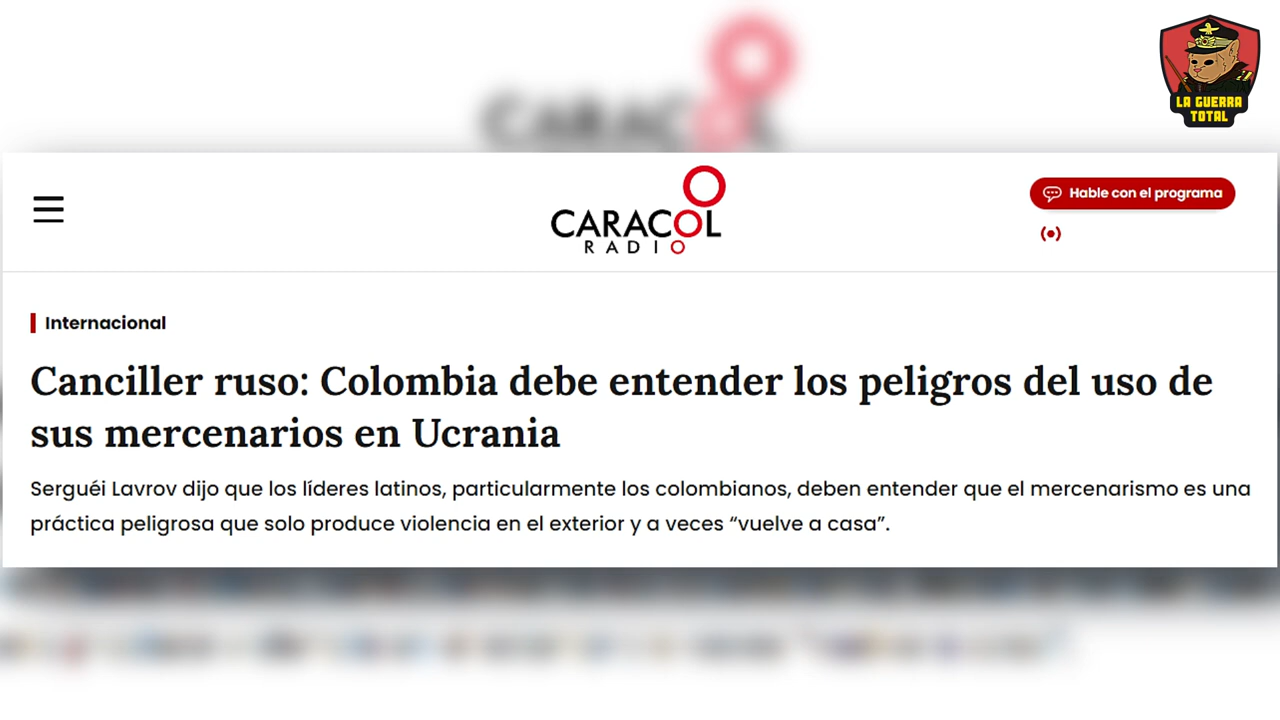 LA GUERRA
TOTAL
CARACOL
RADIO
Hable con el programa
Internacional
Canciller ruso: Colombia debe entender los peligros del uso de
sus mercenarios en Ucrania
Serguéi Lavrov dijo que los líderes latinos, particularmente los colombianos, deben entender que el mercenarismo es una
práctica peligrosa que solo produce violencia en el exterior y a veces “vuelve a casa”.